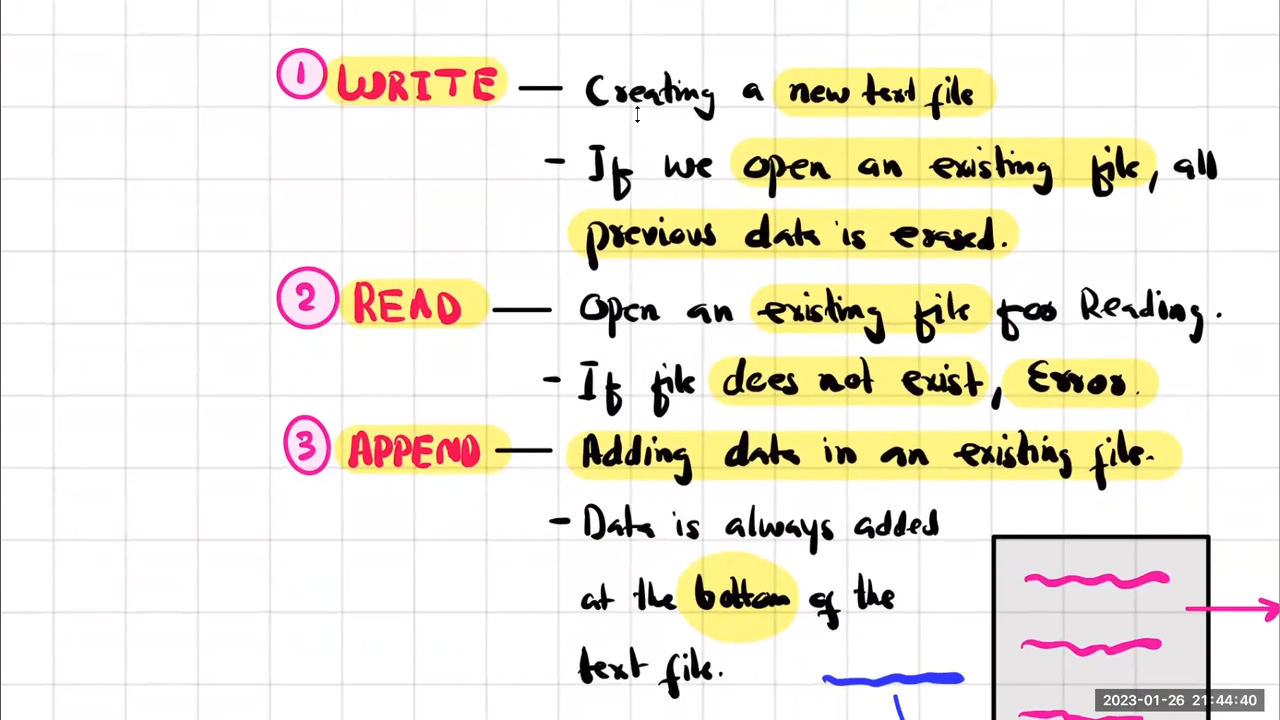 ① WRITE — Creating a new text file
- If we open an existing file, all
previous data is erased.
② READ — Open an existing file for Reading.
- If file does not exist, Error.
③ APPEND — Adding data in an existing file.
- Data is always added
at the bottom of the
text file.
2023-01-26 21:44:40